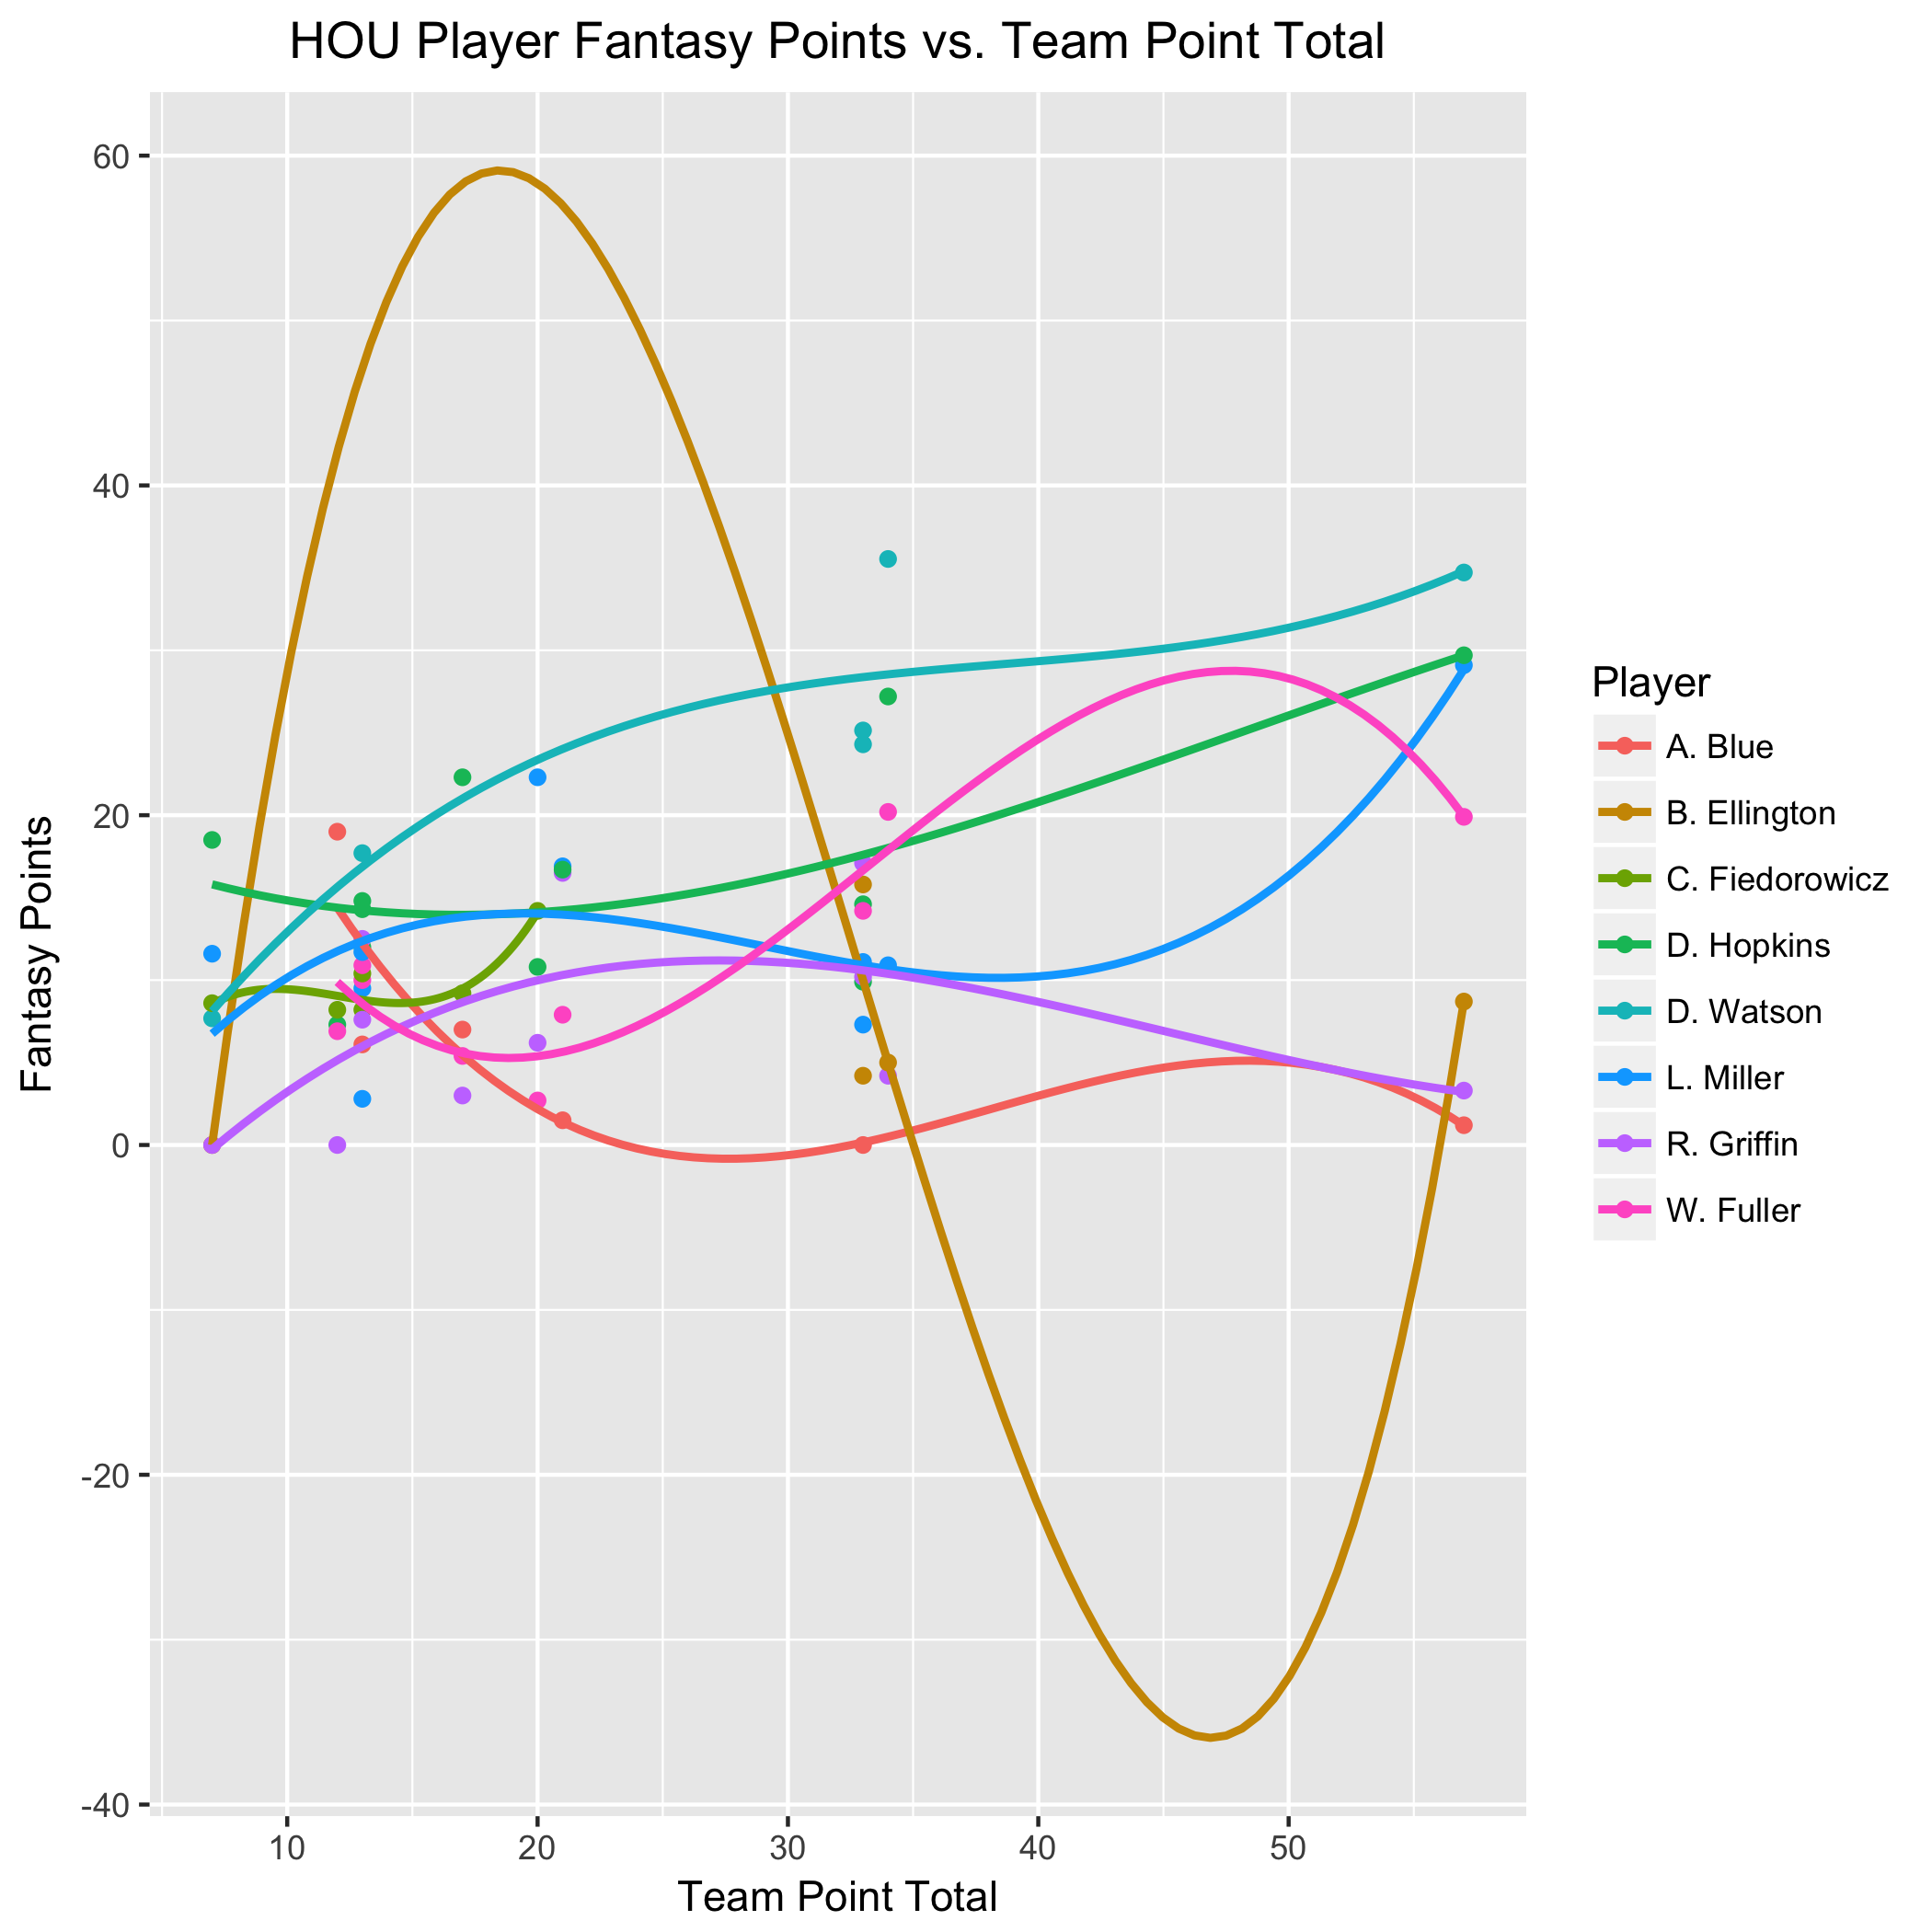 HOU Player Fantasy Points vs. Team Point Total
60
40
20
0
-20
-40
Fantasy Points
10 20 30 40 50
Team Point Total
Player
A. Blue
B. Ellington
C. Fiedorowicz
D. Hopkins
D. Watson
L. Miller
R. Griffin
W. Fuller